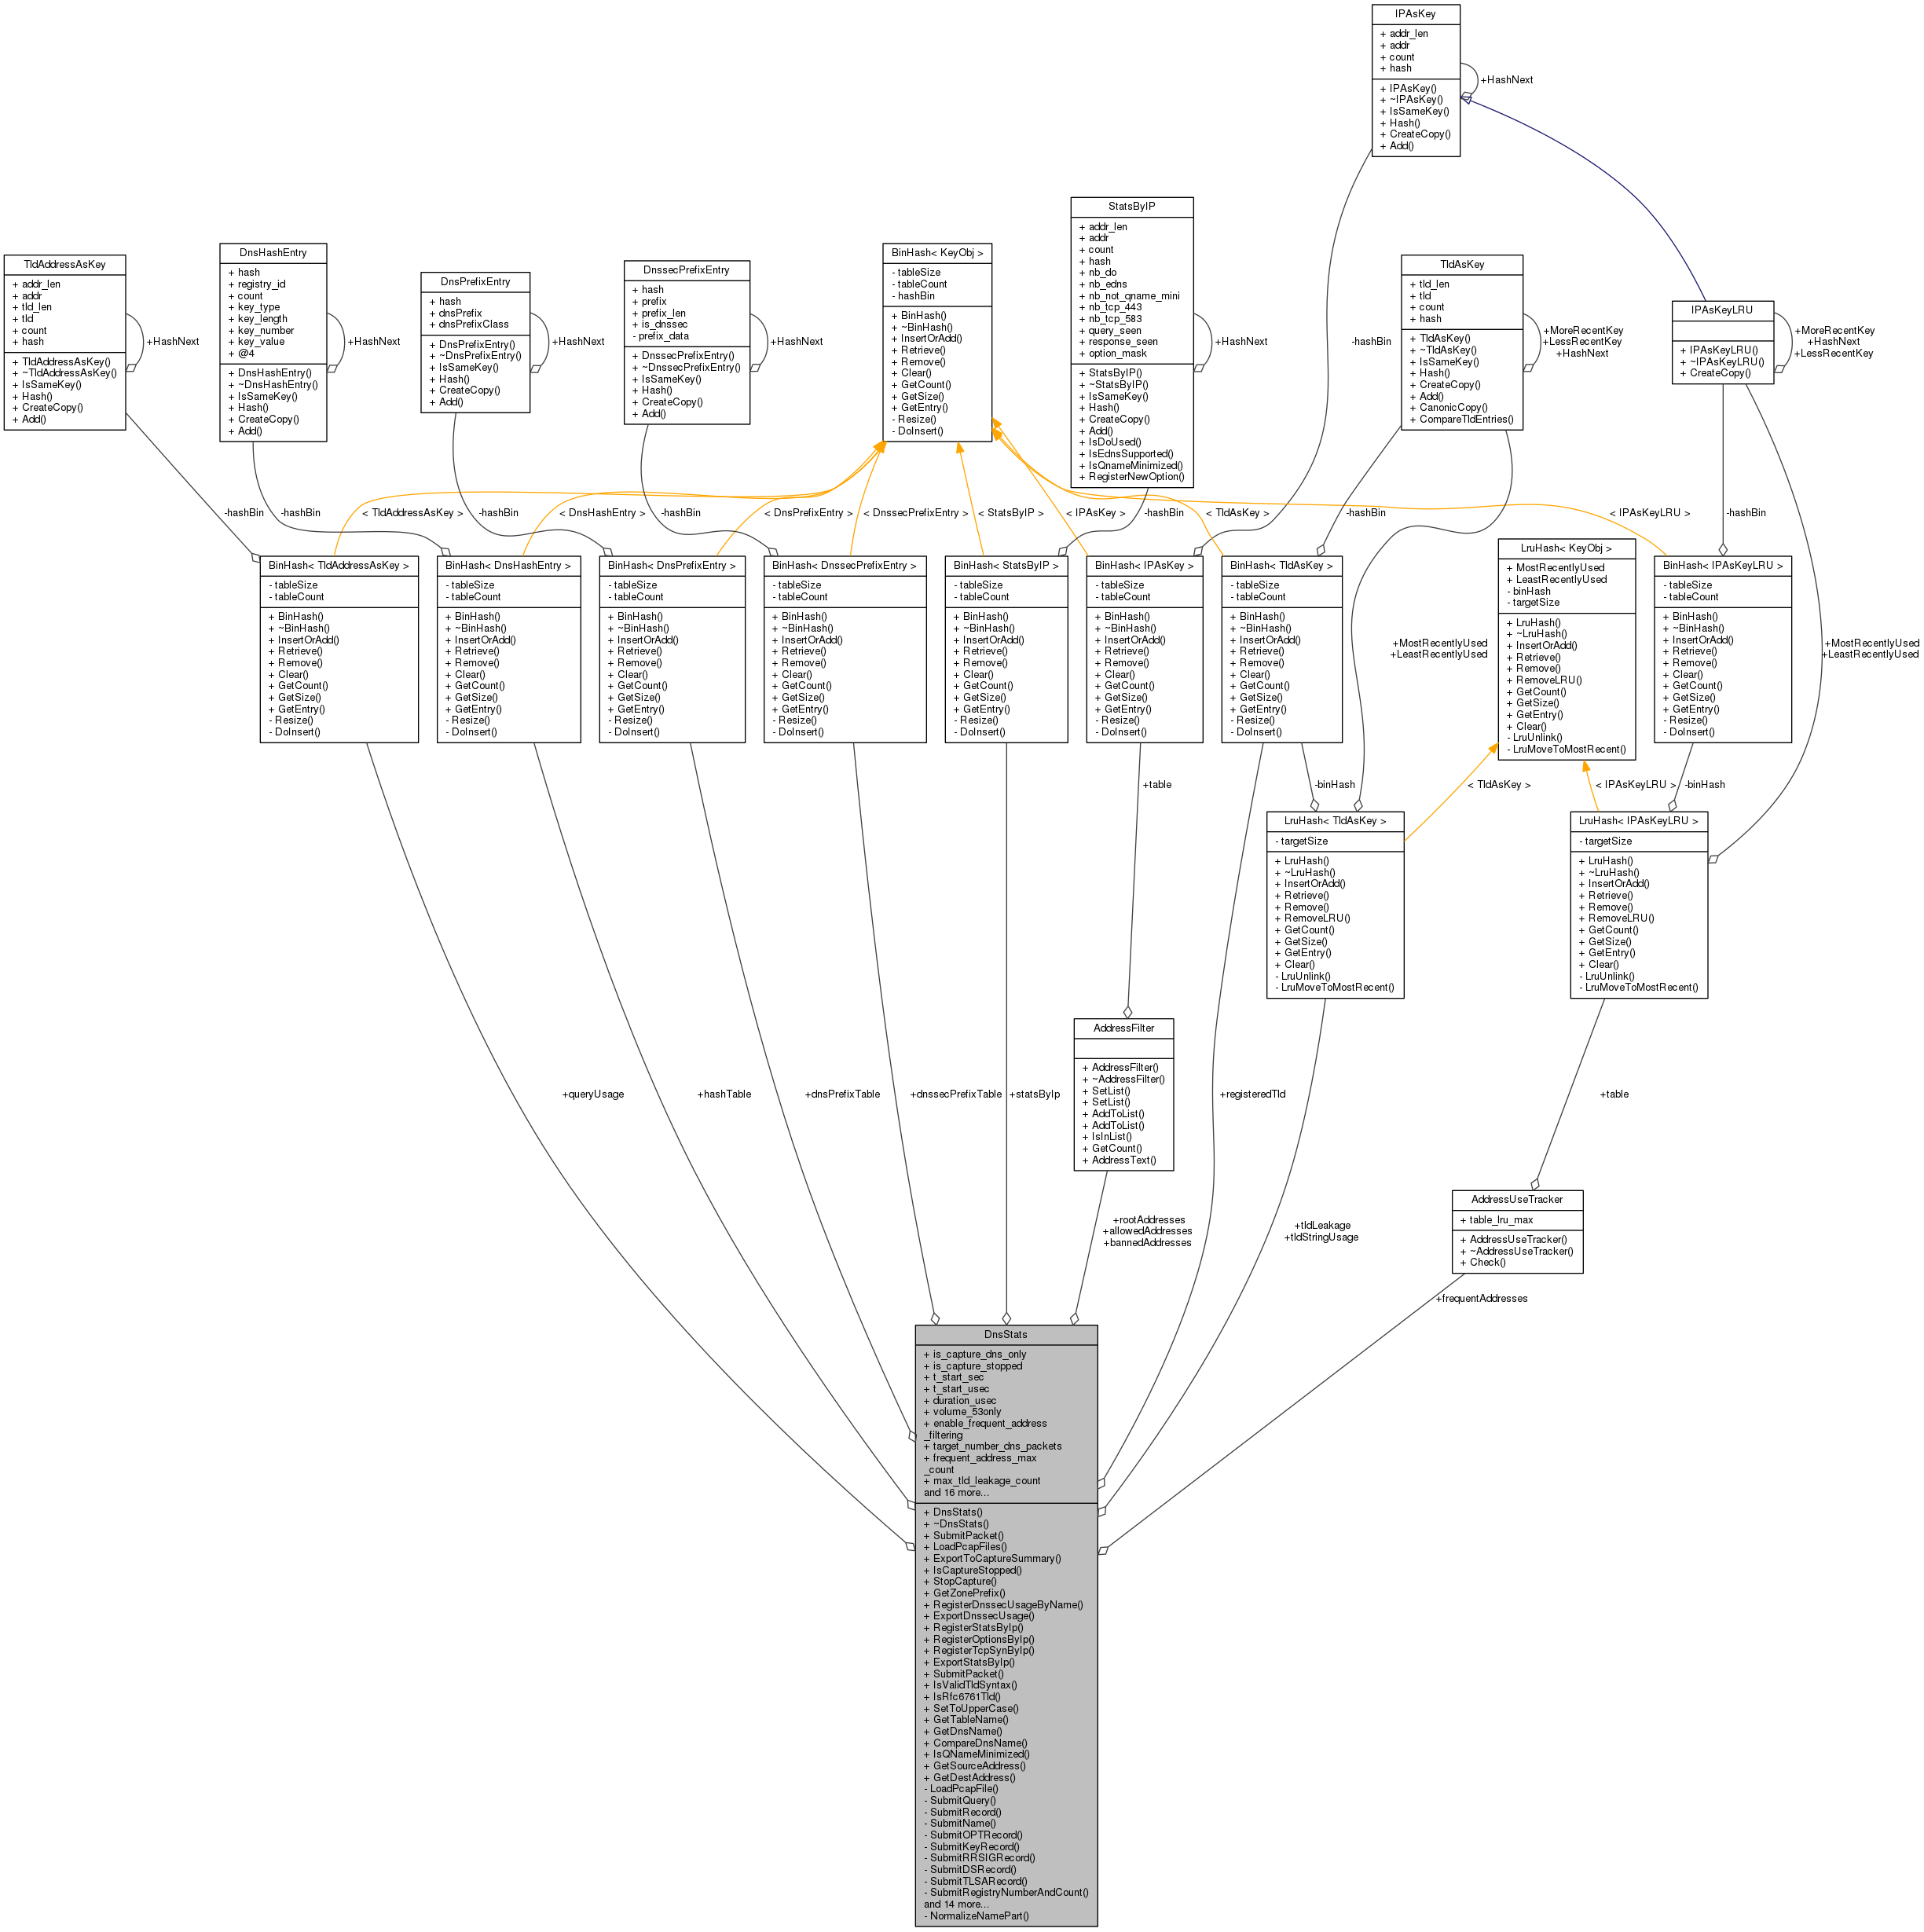 IPAsKey
+ addr_len
+ addr
+ count
+ hash
+ IPAsKey()
+ ~IPAsKey()
+ IsSameKey()
+ Hash()
+ CreateCopy()
+ Add()
+HashNext
StatsByIP
+ addr_len
+ addr
+ count
+ hash
+ nb_do
+ nb_edns
+ nb_not_qname_mini
+ nb_tcp_443
+ nb_tcp_583
+ query_seen
+ response_seen
+ option_mask
+ StatsByIP()
+ ~StatsByIP()
+ IsSameKey()
+ Hash()
+ CreateCopy()
+ Add()
+ IsDoUsed()
+ IsEdnsSupported()
+ IsQnameMinimized()
+ RegisterNewOption()
+HashNext
TldAddressAsKey
+ addr_len
+ addr
+ tld_len
+ tld
+ count
+ hash
+ TldAddressAsKey()
+ ~TldAddressAsKey()
+ IsSameKey()
+ Hash()
+ CreateCopy()
+ Add()
+HashNext
DnsHashEntry
+ hash
+ registry_id
+ count
+ key_type
+ key_length
+ key_number
+ key_value
+ @4
+ DnsHashEntry()
+ ~DnsHashEntry()
+ IsSameKey()
+ Hash()
+ CreateCopy()
+ Add()
+HashNext
DnsPrefixEntry
+ hash
+ dnsPrefix
+ dnsPrefixClass
+ DnsPrefixEntry()
+ ~DnsPrefixEntry()
+ IsSameKey()
+ Hash()
+ CreateCopy()
+ Add()
+HashNext
DnssecPrefixEntry
+ hash
+ prefix
+ prefix_len
+ is_dnssec
- prefix_data
+ DnssecPrefixEntry()
+ ~DnssecPrefixEntry()
+ IsSameKey()
+ Hash()
+ CreateCopy()
+ Add()
+HashNext
BinHash< KeyObj >
- tableSize
- tableCount
- hashBin
+ BinHash()
+ ~BinHash()
+ InsertOrAdd()
+ Retrieve()
+ Remove()
+ Clear()
+ GetCount()
+ GetSize()
+ GetEntry()
- Resize()
- DoInsert()
-hashBin
TldAsKey
+ tld_len
+ tld
+ count
+ hash
+ TldAsKey()
+ ~TldAsKey()
+ IsSameKey()
+ Hash()
+ CreateCopy()
+ Add()
+ CanonicCopy()
+ CompareTldEntries()
+MoreRecentKey
+LessRecentKey
+HashNext
IPAsKeyLRU
+ IPAsKeyLRU()
+ ~IPAsKeyLRU()
+ CreateCopy()
+MoreRecentKey
+HashNext
+LessRecentKey
-hashBin
< TldAddressAsKey >
-hashBin
< DnsHashEntry >
-hashBin
< DnsPrefixEntry >
-hashBin
< DnssecPrefixEntry >
< StatsByIP >
< IPAsKey >
-hashBin
< TldAsKey >
-hashBin
< IPAsKeyLRU >
-hashBin
BinHash< TldAddressAsKey >
- tableSize
- tableCount
+ BinHash()
+ ~BinHash()
+ InsertOrAdd()
+ Retrieve()
+ Remove()
+ Clear()
+ GetCount()
+ GetSize()
+ GetEntry()
- Resize()
- DoInsert()
BinHash< DnsHashEntry >
- tableSize
- tableCount
+ BinHash()
+ ~BinHash()
+ InsertOrAdd()
+ Retrieve()
+ Remove()
+ Clear()
+ GetCount()
+ GetSize()
+ GetEntry()
- Resize()
- DoInsert()
BinHash< DnsPrefixEntry >
- tableSize
- tableCount
+ BinHash()
+ ~BinHash()
+ InsertOrAdd()
+ Retrieve()
+ Remove()
+ Clear()
+ GetCount()
+ GetSize()
+ GetEntry()
- Resize()
- DoInsert()
BinHash< DnssecPrefixEntry >
- tableSize
- tableCount
+ BinHash()
+ ~BinHash()
+ InsertOrAdd()
+ Retrieve()
+ Remove()
+ Clear()
+ GetCount()
+ GetSize()
+ GetEntry()
- Resize()
- DoInsert()
BinHash< StatsByIP >
- tableSize
- tableCount
+ BinHash()
+ ~BinHash()
+ InsertOrAdd()
+ Retrieve()
+ Remove()
+ Clear()
+ GetCount()
+ GetSize()
+ GetEntry()
- Resize()
- DoInsert()
BinHash< IPAsKey >
- tableSize
- tableCount
+ BinHash()
+ ~BinHash()
+ InsertOrAdd()
+ Retrieve()
+ Remove()
+ Clear()
+ GetCount()
+ GetSize()
+ GetEntry()
- Resize()
- DoInsert()
BinHash< TldAsKey >
- tableSize
- tableCount
+ BinHash()
+ ~BinHash()
+ InsertOrAdd()
+ Retrieve()
+ Remove()
+ Clear()
+ GetCount()
+ GetSize()
+ GetEntry()
- Resize()
- DoInsert()
LruHash< KeyObj >
+ MostRecentlyUsed
+ LeastRecentlyUsed
- binHash
- targetSize
+ LruHash()
+ ~LruHash()
+ InsertOrAdd()
+ Retrieve()
+ Remove()
+ RemoveLRU()
+ GetCount()
+ GetSize()
+ GetEntry()
+ Clear()
- LruUnlink()
- LruMoveToMostRecent()
BinHash< IPAsKeyLRU >
- tableSize
- tableCount
+ BinHash()
+ ~BinHash()
+ InsertOrAdd()
+ Retrieve()
+ Remove()
+ Clear()
+ GetCount()
+ GetSize()
+ GetEntry()
- Resize()
- DoInsert()
+MostRecentlyUsed
+LeastRecentlyUsed
+MostRecentlyUsed
+LeastRecentlyUsed
+table
-binHash
< TldAsKey >
< IPAsKeyLRU >
-binHash
LruHash< TldAsKey >
- targetSize
+ LruHash()
+ ~LruHash()
+ InsertOrAdd()
+ Retrieve()
+ Remove()
+ RemoveLRU()
+ GetCount()
+ GetSize()
+ GetEntry()
+ Clear()
- LruUnlink()
- LruMoveToMostRecent()
LruHash< IPAsKeyLRU >
- targetSize
+ LruHash()
+ ~LruHash()
+ InsertOrAdd()
+ Retrieve()
+ Remove()
+ RemoveLRU()
+ GetCount()
+ GetSize()
+ GetEntry()
+ Clear()
- LruUnlink()
- LruMoveToMostRecent()
AddressFilter
+ AddressFilter()
+ ~AddressFilter()
+ SetList()
+ SetList()
+ AddToList()
+ AddToList()
+ IsInList()
+ GetCount()
+ AddressText()
+queryUsage
+hashTable
+dnsPrefixTable
+dnssecPrefixTable
+statsByIp
+registeredTld
+table
AddressUseTracker
+ table_lru_max
+ AddressUseTracker()
+ ~AddressUseTracker()
+ Check()
+rootAddresses
+allowedAddresses
+bannedAddresses
+tldLeakage
+tldStringUsage
+frequentAddresses
DnsStats
+ is_capture_dns_only
+ is_capture_stopped
+ t_start_sec
+ t_start_usec
+ duration_usec
+ volume_53only
+ enable_frequent_address
_filtering
+ target_number_dns_packets
+ frequent_address_max
_count
+ max_tld_leakage_count
and 16 more...
+ DnsStats()
+ ~DnsStats()
+ SubmitPacket()
+ LoadPcapFiles()
+ ExportToCaptureSummary()
+ IsCaptureStopped()
+ StopCapture()
+ GetZonePrefix()
+ RegisterDnssecUsageByName()
+ ExportDnssecUsage()
+ RegisterStatsByIp()
+ RegisterOptionsByIp()
+ RegisterTcpSynByIp()
+ ExportStatsByIp()
+ SubmitPacket()
+ IsValidTldSyntax()
+ IsRfc6761Tld()
+ SetToUpperCase()
+ GetTableName()
+ GetDnsName()
+ CompareDnsName()
+ IsQNameMinimized()
+ GetSourceAddress()
+ GetDestAddress()
- LoadPcapFile()
- SubmitQuery()
- SubmitRecord()
- SubmitName()
- SubmitOPTRecord()
- SubmitKeyRecord()
- SubmitRRSIGRecord()
- SubmitDSRecord()
- SubmitTLSARecord()
- SubmitRegistryNumberAndCount()
and 14 more...
- NormalizeNamePart()